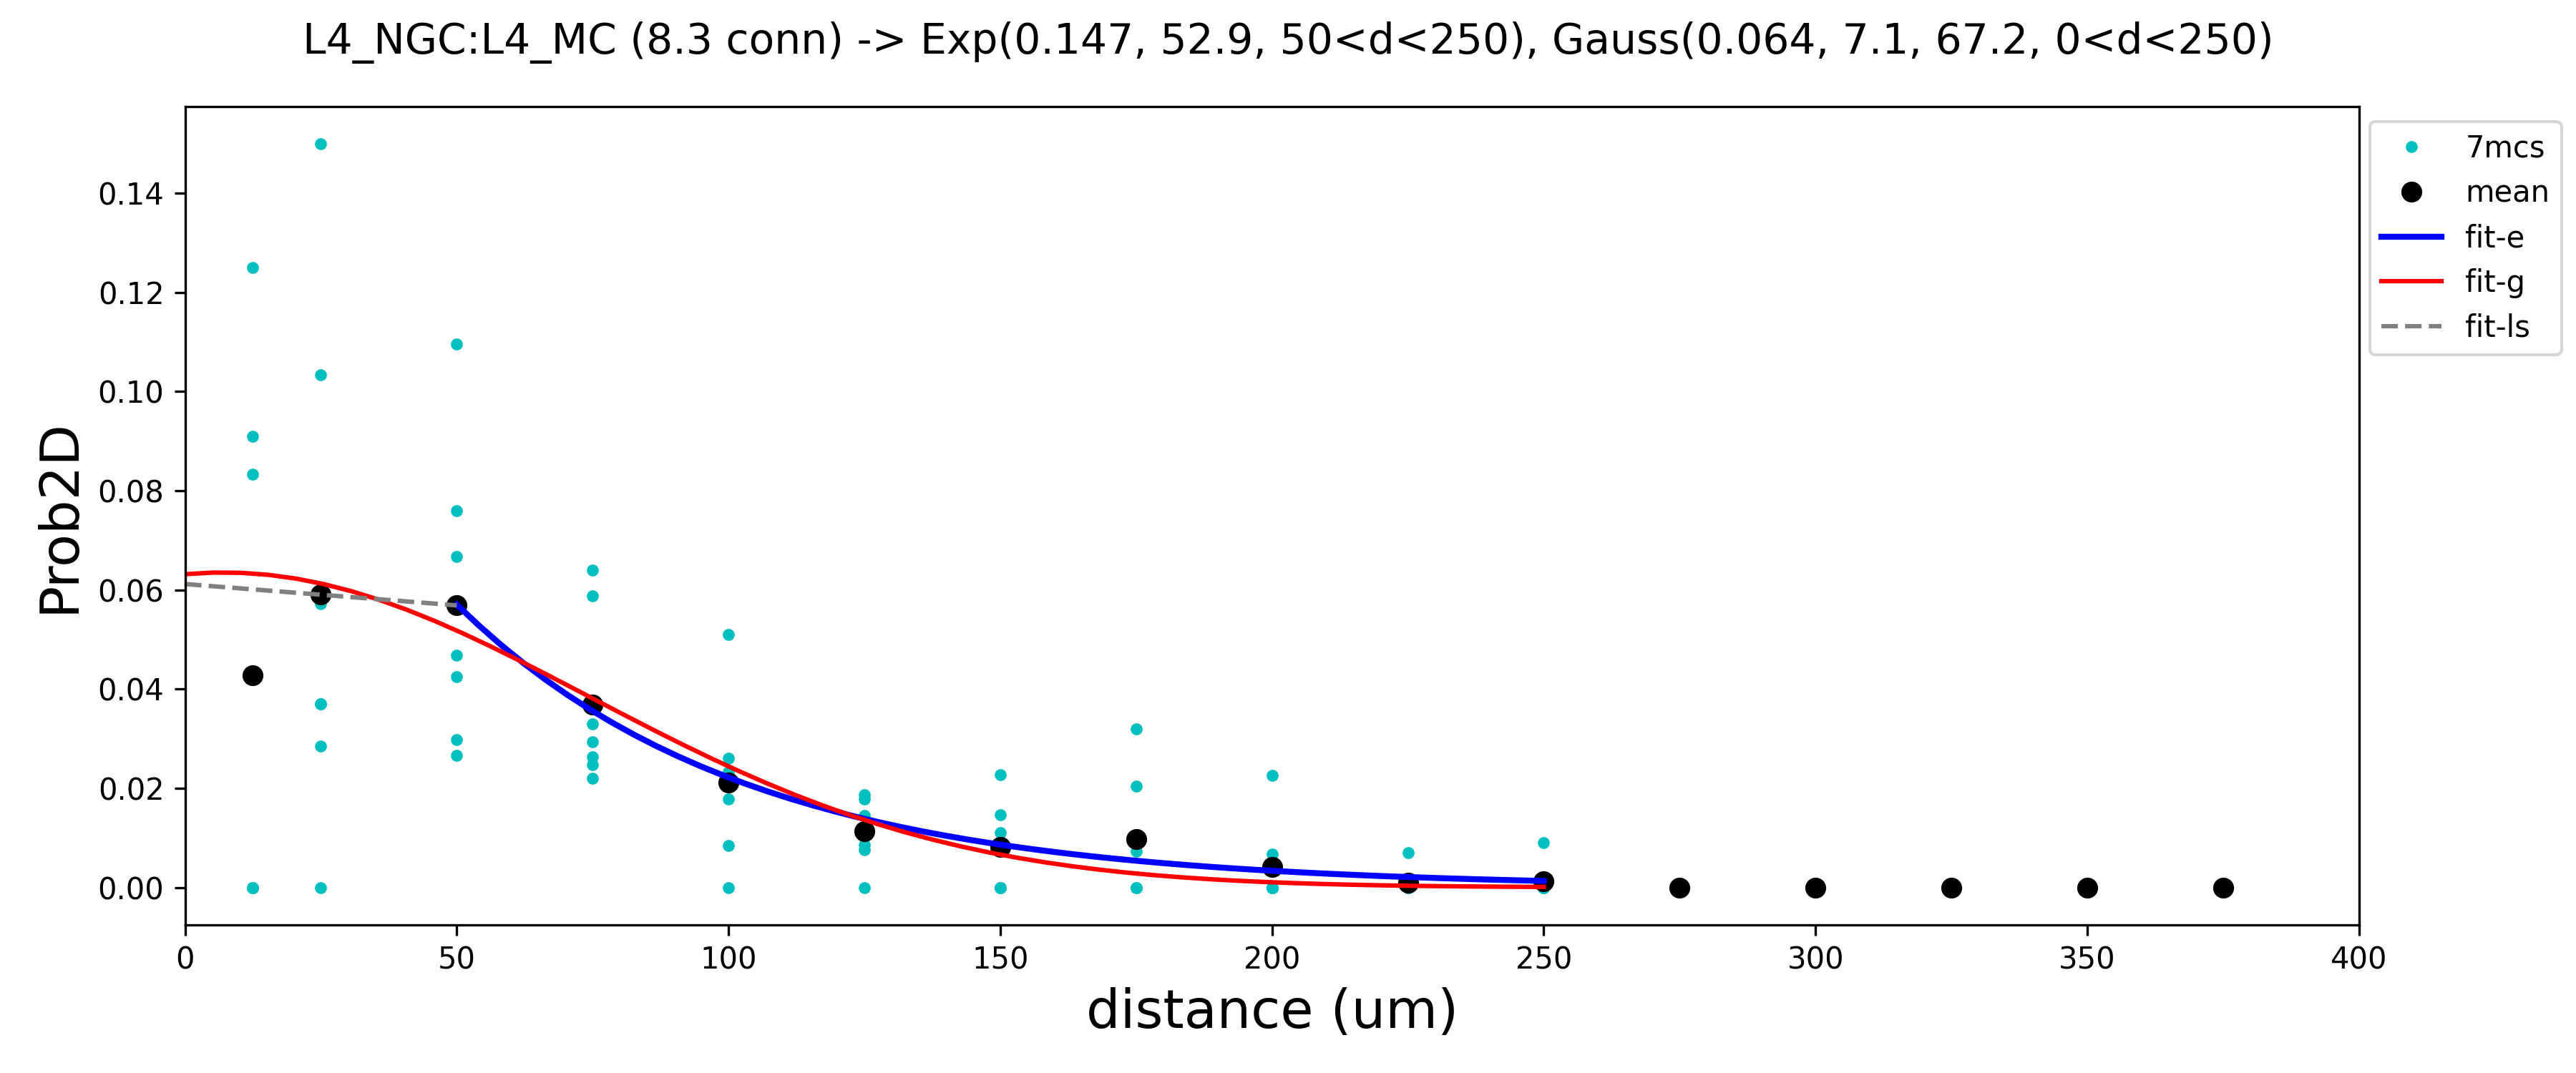 L4_NGC:L4_MC (8.3 conn) -> Exp(0.147, 52.9, 50<d<250), Gauss(0.064, 7.1, 67.2, 0<d<250)
Prob2D
0.14
0.12
0.10
0.08
0.06
0.04
0.02
0.00
0 50 100 150 200 250 300 350 400
distance (um)
7mcs
mean
fit-e
fit-g
fit-ls